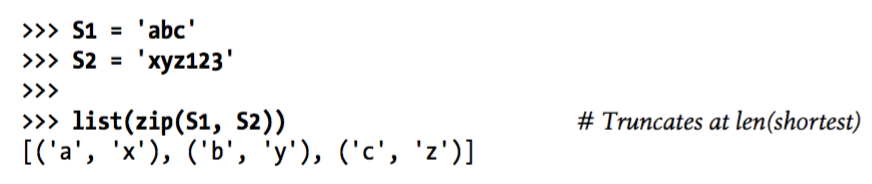 >>> S1 = 'abc'
>>> S2 = 'xyz123'
>>>
>>> list(zip(S1, S2)) # Truncates at len(shortest)
[('a', 'x'), ('b', 'y'), ('c', 'z')]